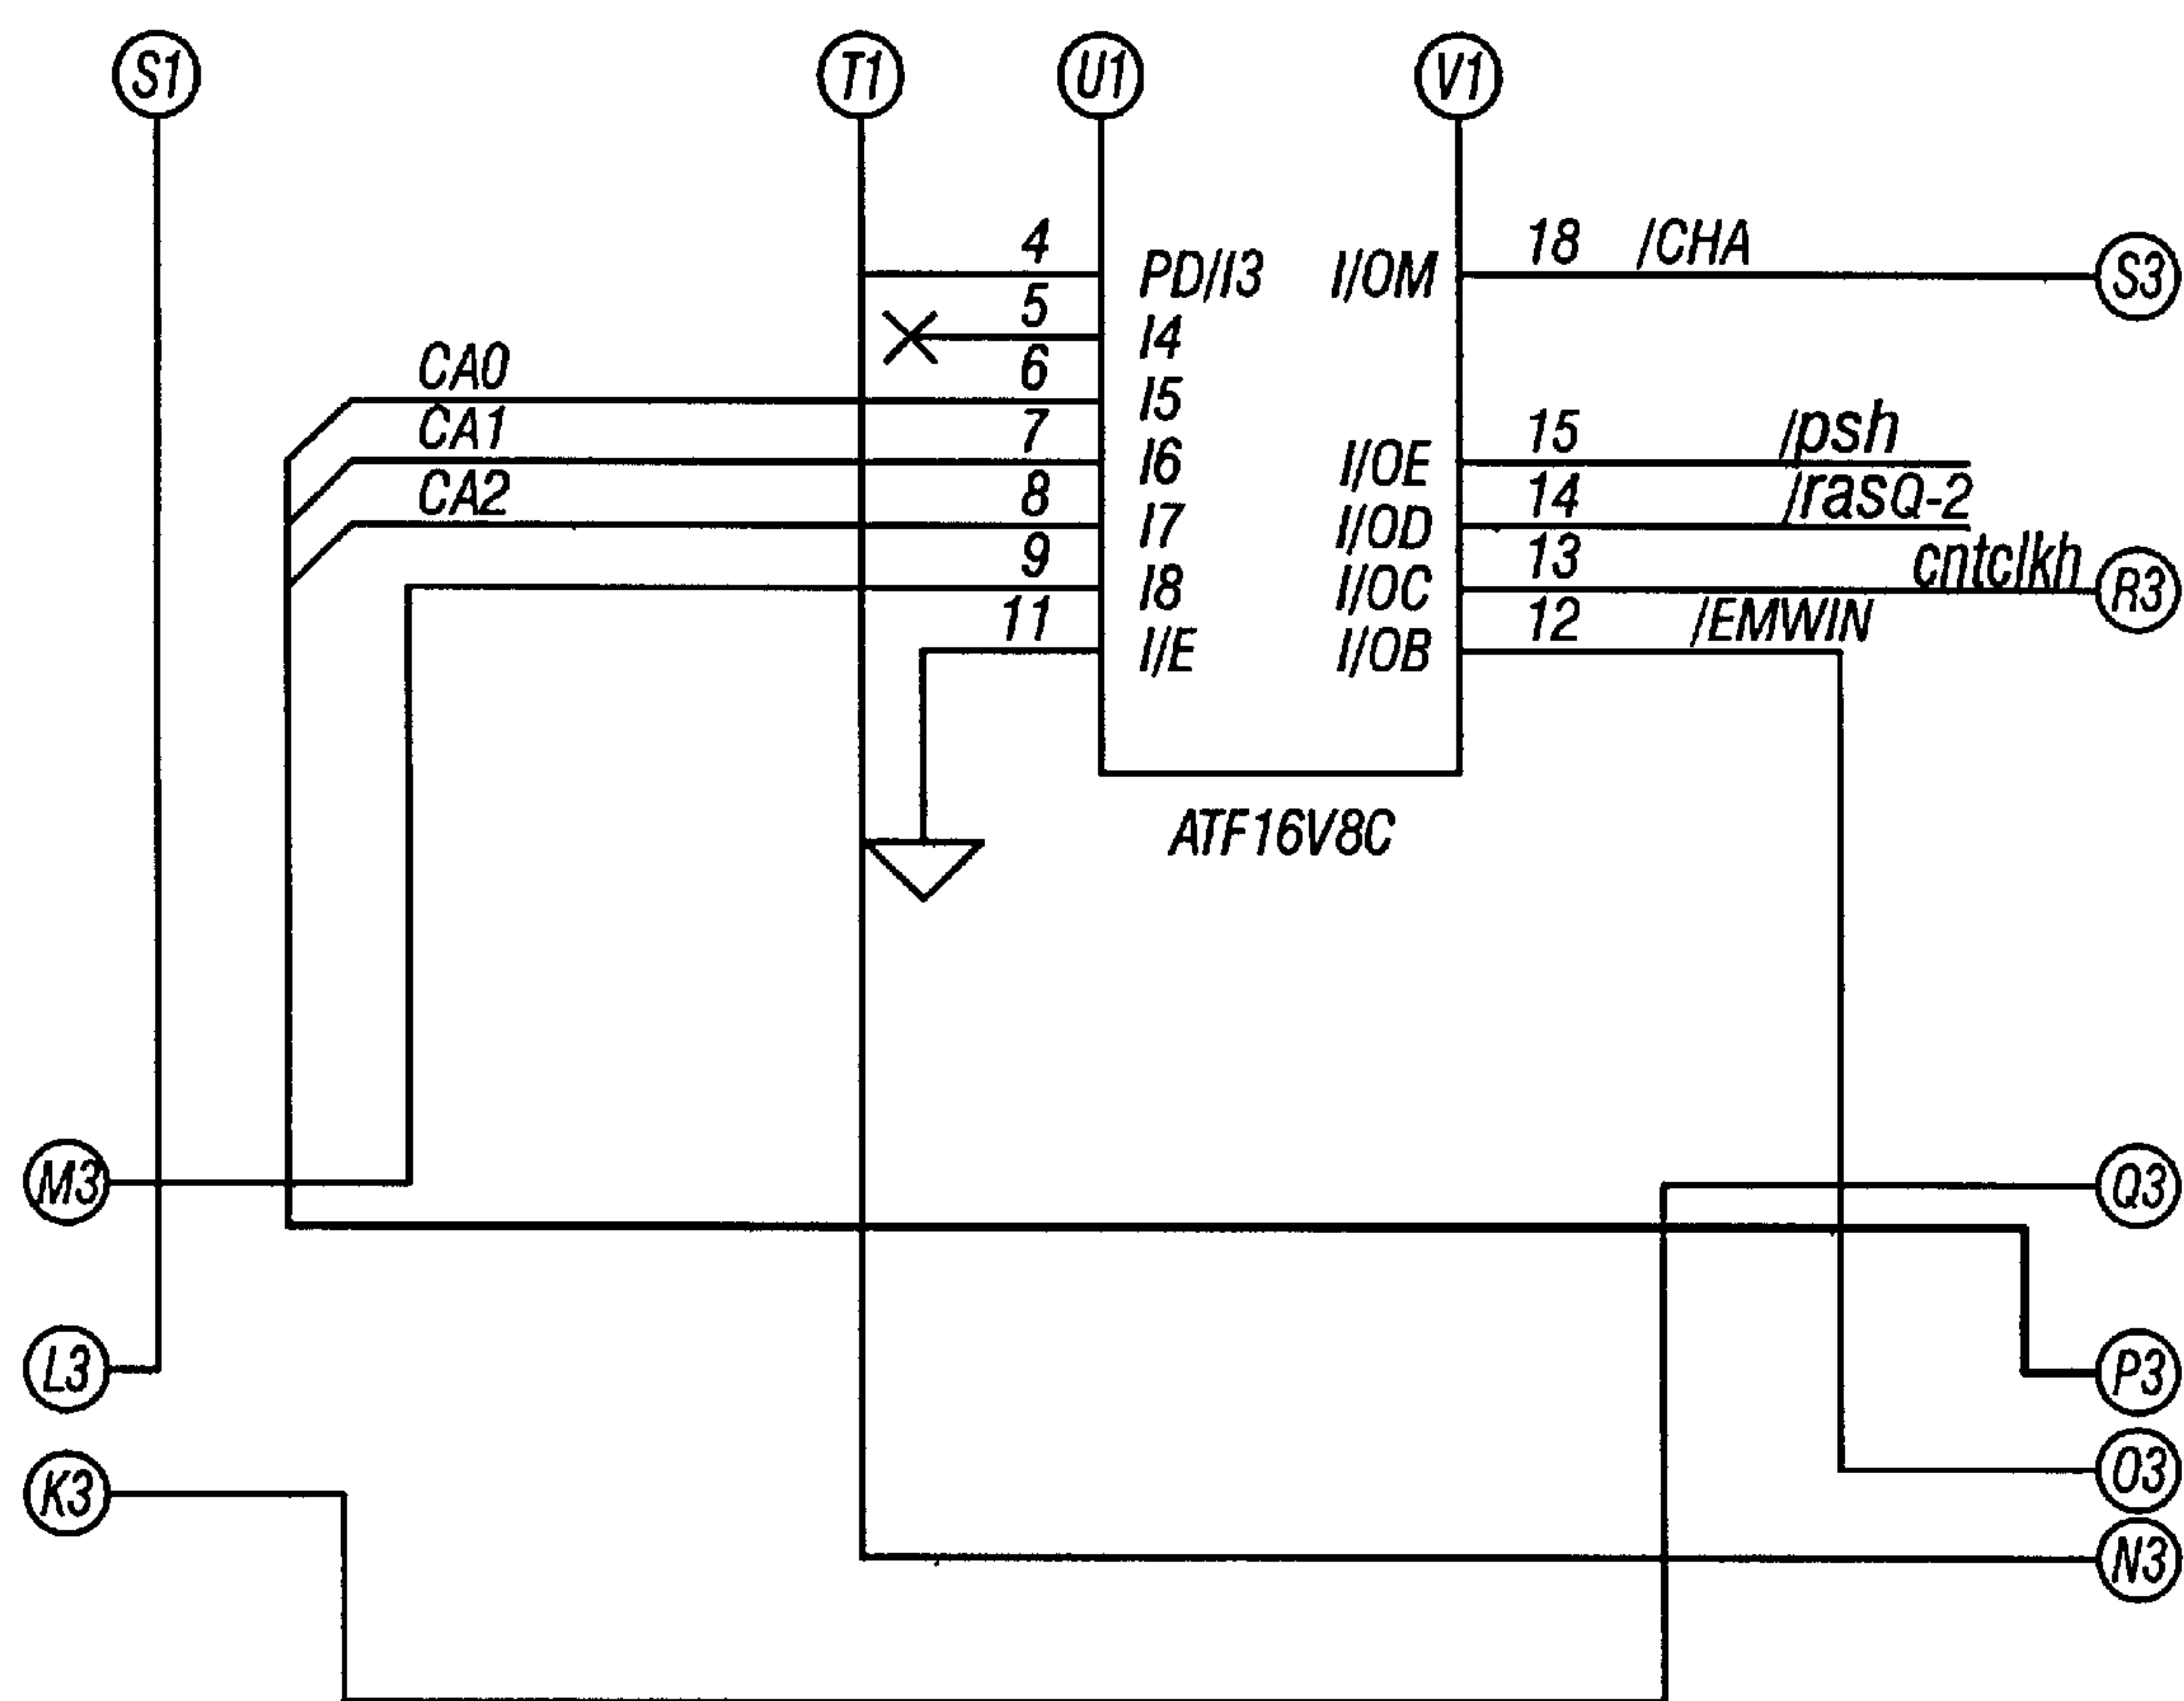 S1 T1 U1 V1
4 PD/I3 I/OM 18 /CHA S3
5 I4
CA0 6 I5
CA1 7 I6 I/OE 15 /psh
CA2 8 I7 I/OD 14 /rasQ-2
9 I8 I/OC 13 cntclkh R3
11 I/E I/OB 12 /EMWIN
ATF16V8C
M3 Q3
L3 P3
K3 O3
N3